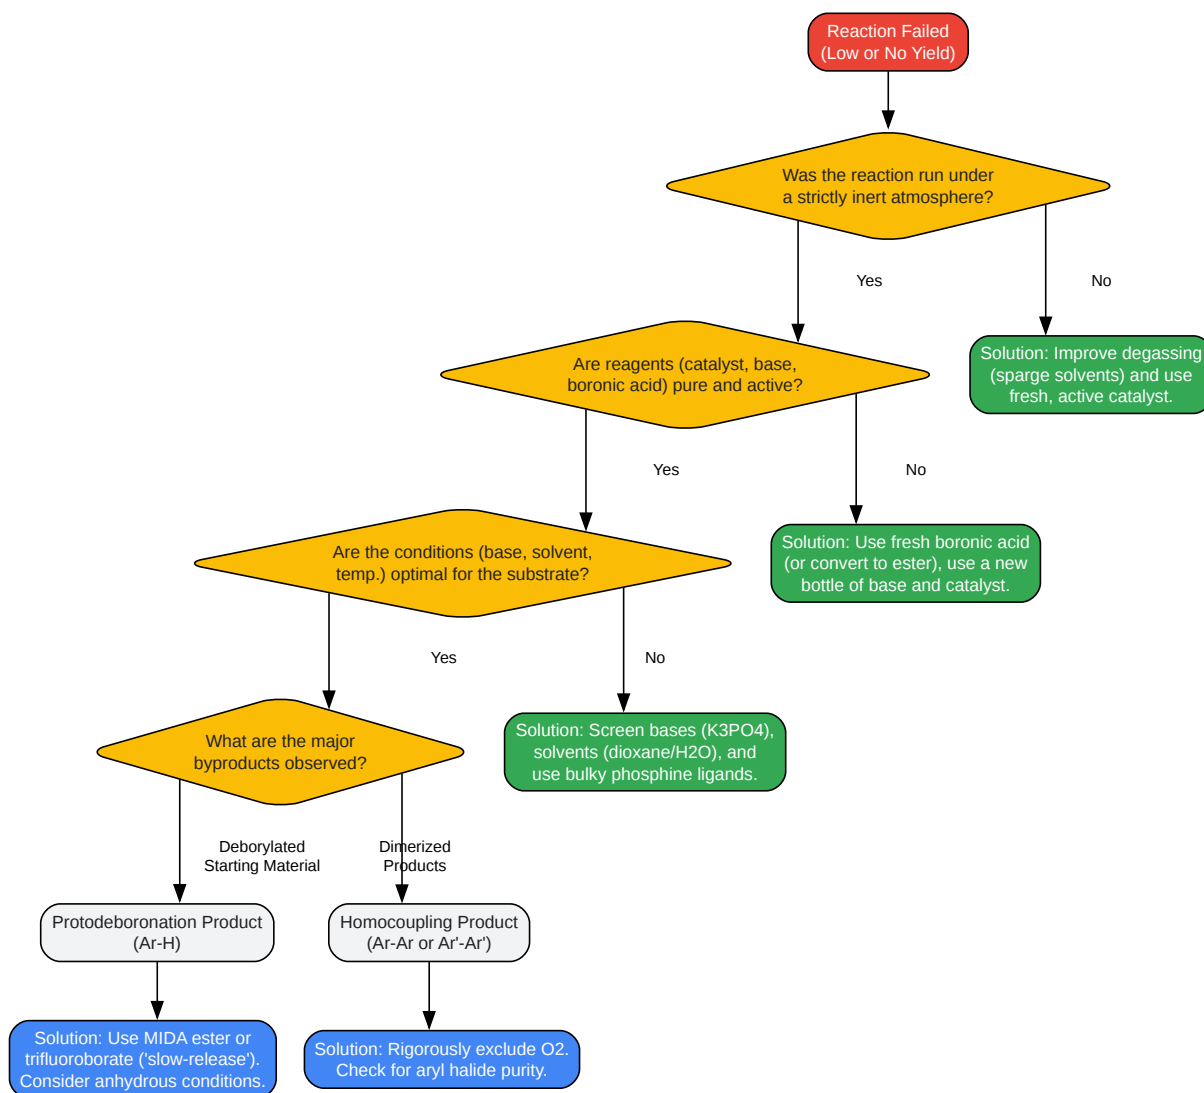 Reaction Failed
(Low or No Yield)
Was the reaction run under
a strictly inert atmosphere?
Yes
No
Solution: Improve degassing
(sparge solvents) and use
fresh, active catalyst.
Are reagents (catalyst, base,
boronic acid) pure and active?
Yes
No
Solution: Use fresh boronic acid
(or convert to ester), use a new
bottle of base and catalyst.
Are the conditions (base, solvent,
temp.) optimal for the substrate?
Yes
No
Solution: Screen bases (K3PO4),
solvents (dioxane/H2O), and
use bulky phosphine ligands.
What are the major
byproducts observed?
Deborylated
Starting Material
Dimerized
Products
Protodeboronation Product
(Ar-H)
Homocoupling Product
(Ar-Ar or Ar'-Ar')
Solution: Use MIDA ester or
trifluoroborate ('slow-release').
Consider anhydrous conditions.
Solution: Rigorously exclude O2.
Check for aryl halide purity.